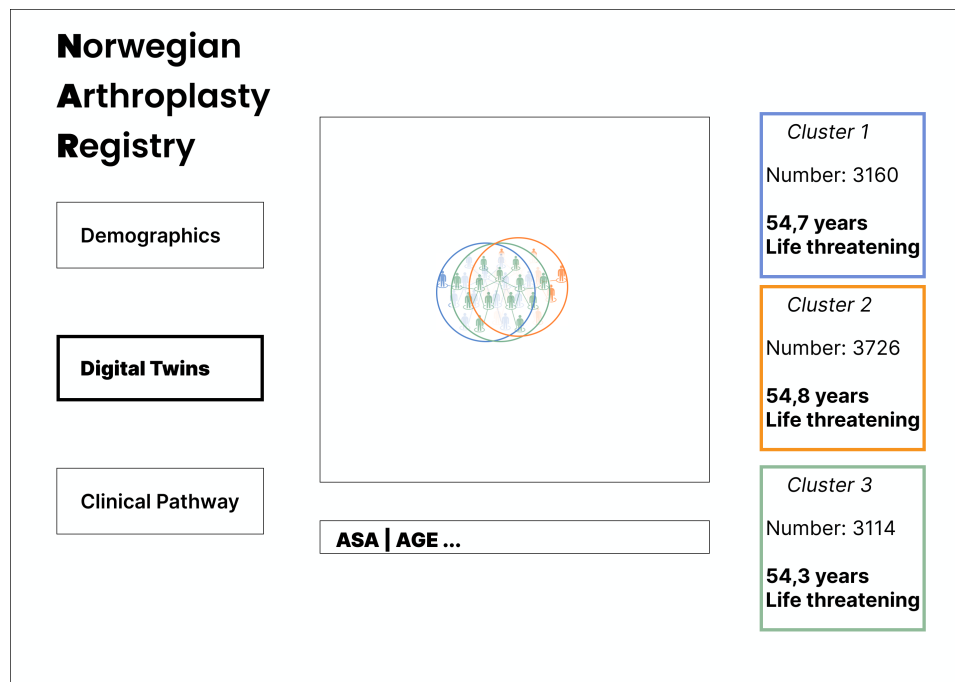 Norwegian
Arthroplasty
Registry
Demographics
Digital Twins
Clinical Pathway
ASA | AGE ...
Cluster 1
Number: 3160
54,7 years
Life threatening
Cluster 2
Number: 3726
54,8 years
Life threatening
Cluster 3
Number: 3114
54,3 years
Life threatening